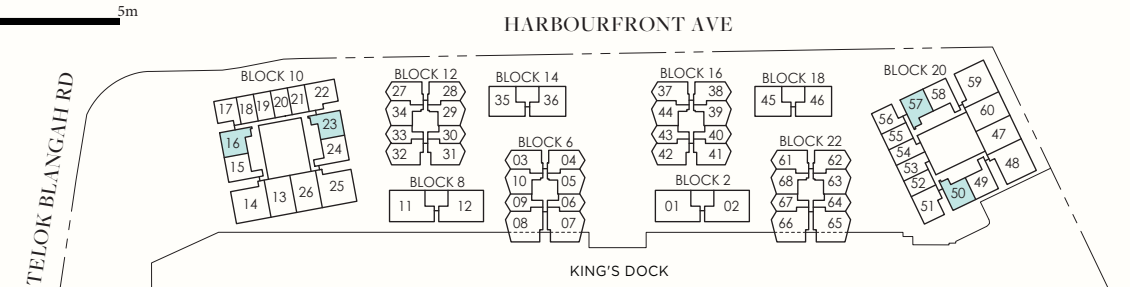 5m
HARBOURFRONT AVE
TELOK BLANGAH RD
BLOCK 10
17 18 19 20 21 22
16 23
15 24
14 13 26 25
BLOCK 12
27 28
34 29
33 30
32 31
BLOCK 14
35 36
BLOCK 6
03 04
10 05
09 06
08 07
BLOCK 8
11 12
BLOCK 16
37 38
44 39
43 40
42 41
BLOCK 18
45 46
BLOCK 2
01 02
BLOCK 22
61 62
68 63
67 64
66 65
BLOCK 20
59
57 58
56 60
55
54 47
53 48
52 50 49
51
KING'S DOCK